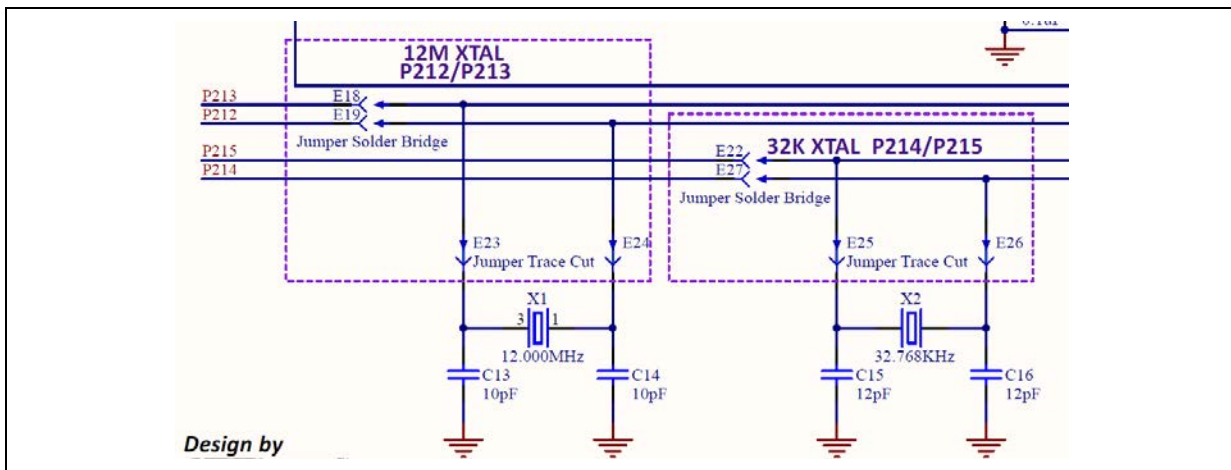 12M XTAL
P212/P213
P213
E18
P212
E19
Jumper Solder Bridge
32K XTAL P214/P215
P215
E22
P214
E27
Jumper Solder Bridge
E23
E24
Jumper Trace Cut
E25
E26
Jumper Trace Cut
X1
3
1
12.000MHz
X2
32.768KHz
C13
10pF
C14
10pF
C15
12pF
C16
12pF
Design by